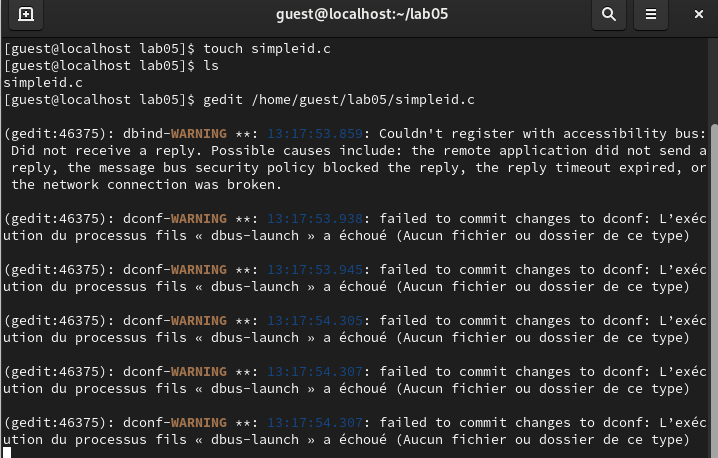 guest@localhost:~/lab05
[guest@localhost lab05]$ touch simpleid.c
[guest@localhost lab05]$ ls
simpleid.c
[guest@localhost lab05]$ gedit /home/guest/lab05/simpleid.c
(gedit:46375): dbind-WARNING **: 13:17:53.859: Couldn't register with accessibility bus:
Did not receive a reply. Possible causes include: the remote application did not send a
reply, the message bus security policy blocked the reply, the reply timeout expired, or
the network connection was broken.
(gedit:46375): dconf-WARNING **: 13:17:53.938: failed to commit changes to dconf: L’exéc
ution du processus fils « dbus-launch » a échoué (Aucun fichier ou dossier de ce type)
(gedit:46375): dconf-WARNING **: 13:17:53.945: failed to commit changes to dconf: L’exéc
ution du processus fils « dbus-launch » a échoué (Aucun fichier ou dossier de ce type)
(gedit:46375): dconf-WARNING **: 13:17:54.305: failed to commit changes to dconf: L’exéc
ution du processus fils « dbus-launch » a échoué (Aucun fichier ou dossier de ce type)
(gedit:46375): dconf-WARNING **: 13:17:54.307: failed to commit changes to dconf: L’exéc
ution du processus fils « dbus-launch » a échoué (Aucun fichier ou dossier de ce type)
(gedit:46375): dconf-WARNING **: 13:17:54.307: failed to commit changes to dconf: L’exéc
ution du processus fils « dbus-launch » a échoué (Aucun fichier ou dossier de ce type)